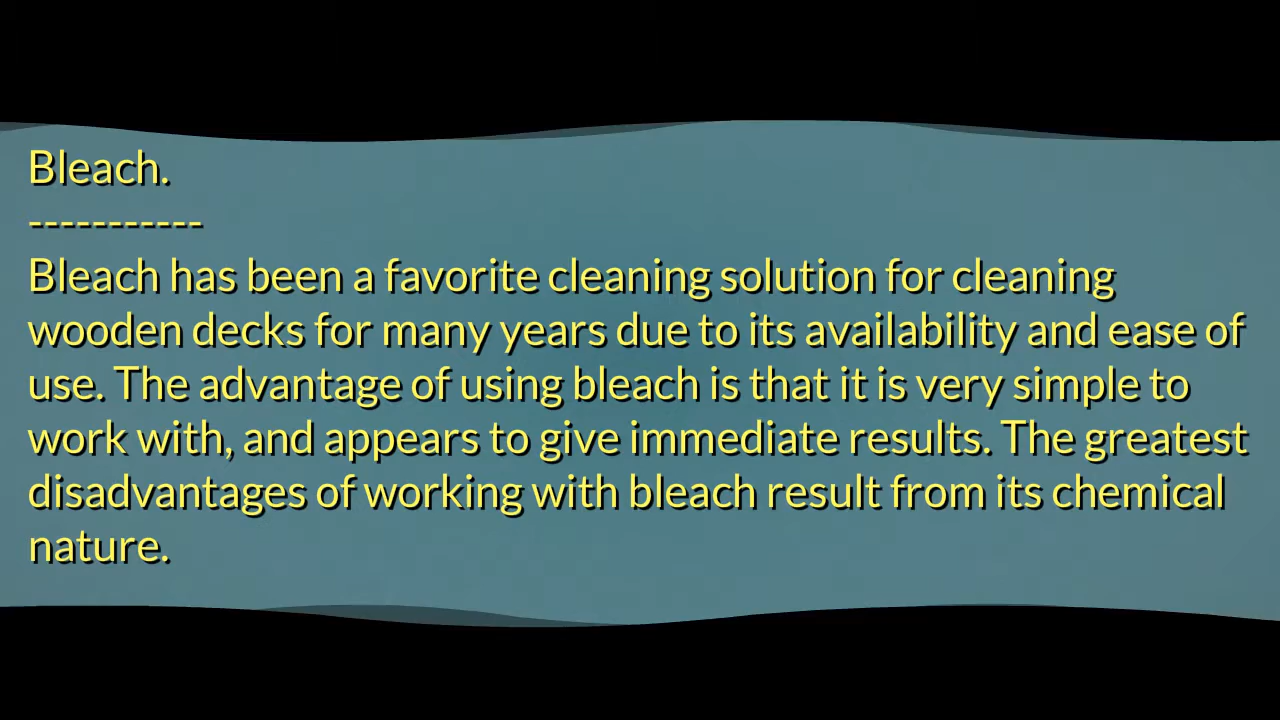 Bleach.
-----------
Bleach has been a favorite cleaning solution for cleaning
wooden decks for many years due to its availability and ease of
use. The advantage of using bleach is that it is very simple to
work with, and appears to give immediate results. The greatest
disadvantages of working with bleach result from its chemical
nature.